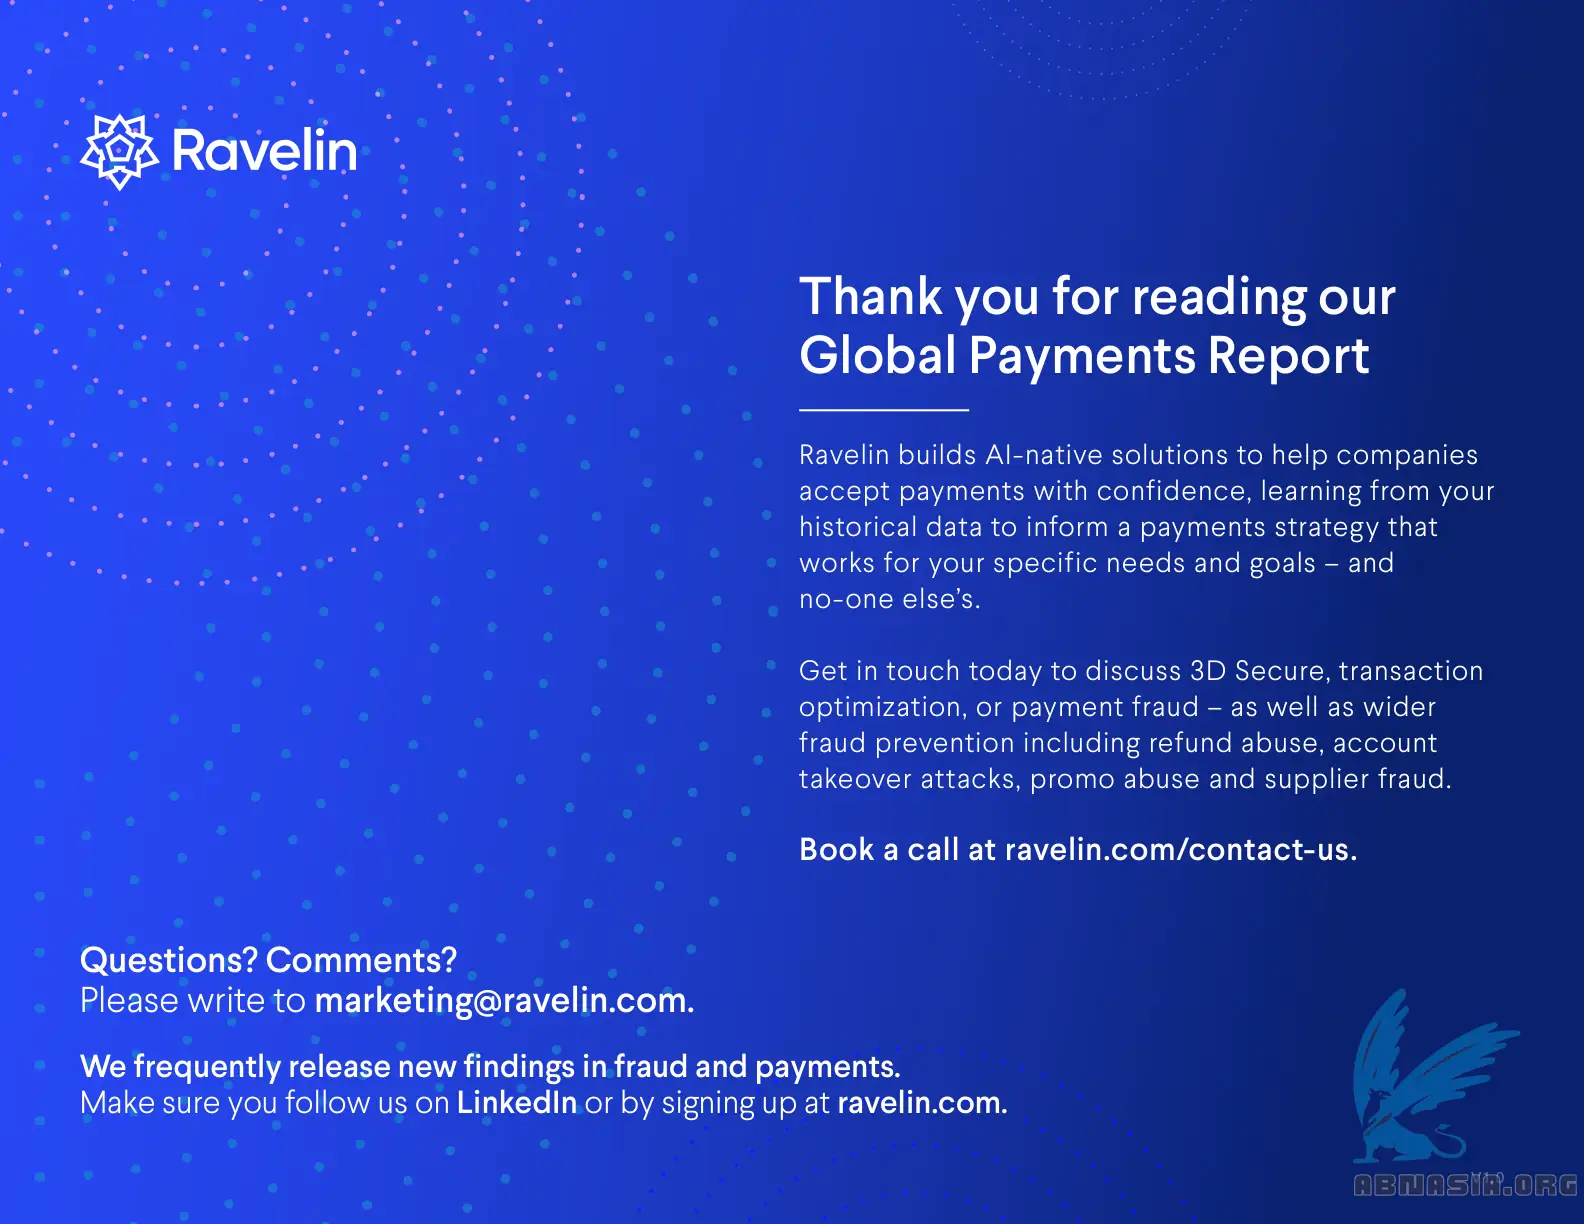 Ravelin
Thank you for reading our
Global Payments Report
Ravelin builds AI-native solutions to help companies
accept payments with confidence, learning from your
historical data to inform a payments strategy that
works for your specific needs and goals – and
no-one else’s.
Get in touch today to discuss 3D Secure, transaction
optimization, or payment fraud – as well as wider
fraud prevention including refund abuse, account
takeover attacks, promo abuse and supplier fraud.
Book a call at ravelin.com/contact-us.
Questions? Comments?
Please write to marketing@ravelin.com.
We frequently release new findings in fraud and payments.
Make sure you follow us on LinkedIn or by signing up at ravelin.com.
ABNASIA.ORG